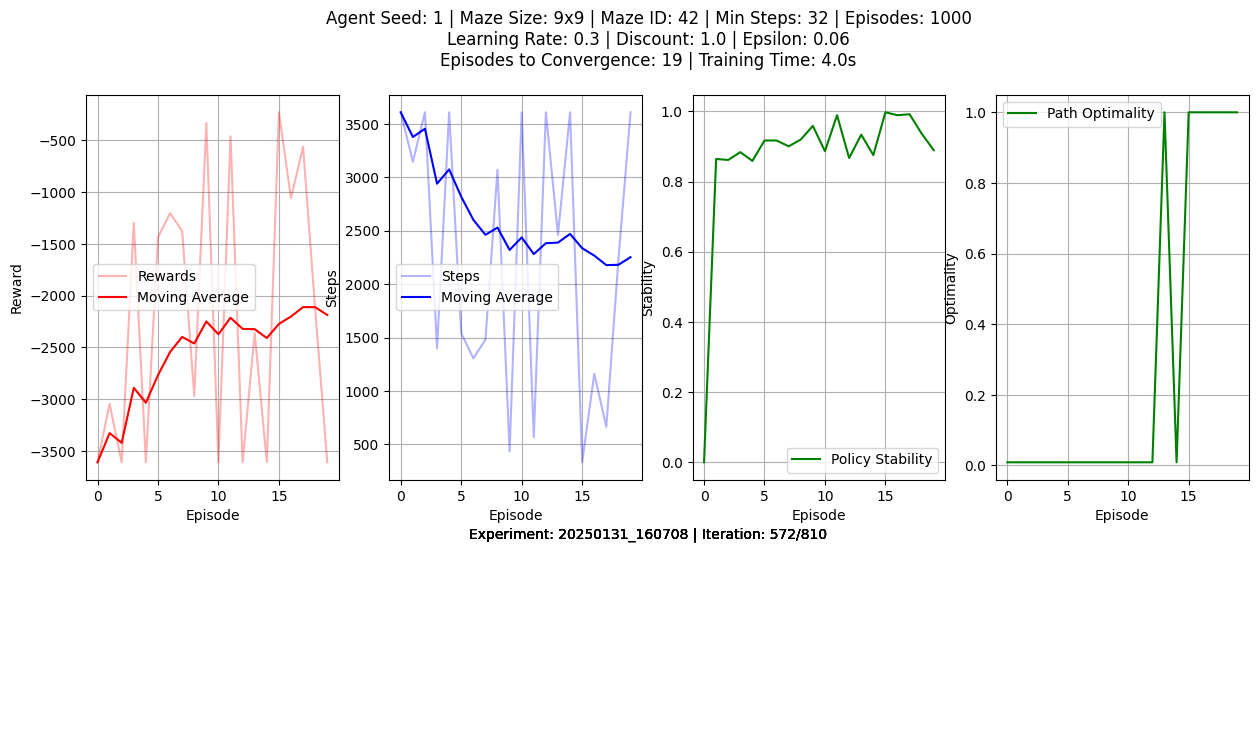 Agent Seed: 1 | Maze Size: 9x9 | Maze ID: 42 | Min Steps: 32 | Episodes: 1000
Learning Rate: 0.3 | Discount: 1.0 | Epsilon: 0.06
Episodes to Convergence: 19 | Training Time: 4.0s
Reward
−500
−1000
−1500
−2000
−2500
−3000
−3500
Rewards
Moving Average
0 5 10 15
Episode
Steps
3500
3000
2500
2000
1500
1000
500
Steps
Moving Average
0 5 10 15
Episode
Stability
1.0
0.8
0.6
0.4
0.2
0.0
Policy Stability
0 5 10 15
Episode
Optimality
1.0
0.8
0.6
0.4
0.2
0.0
Path Optimality
0 5 10 15
Episode
Experiment: 20250131_160708 | Iteration: 572/810